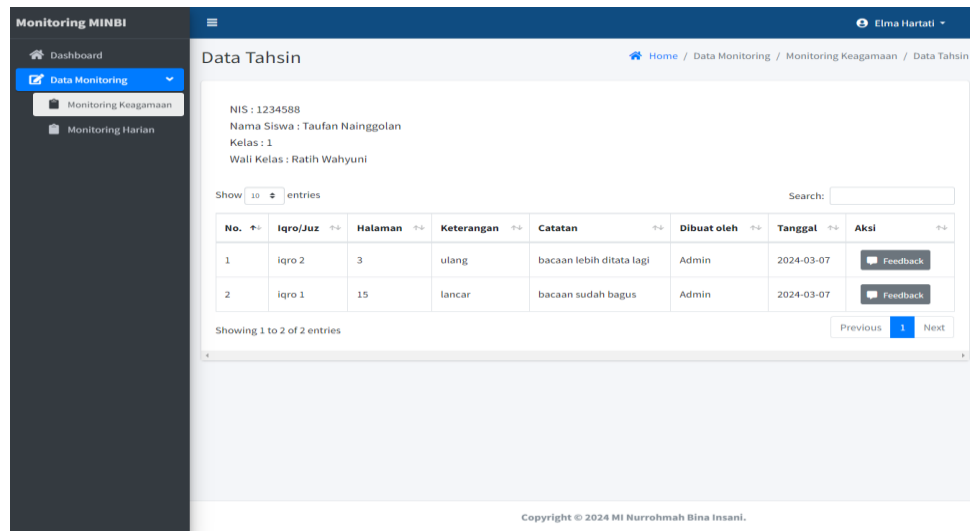 Monitoring MINBI
Elma Hartati
Dashboard
Data Monitoring
Monitoring Keagamaan
Monitoring Harian
Data Tahsin
Home / Data Monitoring / Monitoring Keagamaan / Data Tahsin
NIS : 1234588
Nama Siswa : Taufan Nainggolan
Kelas : 1
Wali Kelas : Ratih Wahyuni
Show 10 entries
Search:
No. Iqro/Juz Halaman Keterangan Catatan Dibuat oleh Tanggal Aksi
1 iqro 2 3 ulang bacaan lebih ditata lagi Admin 2024-03-07 Feedback
2 iqro 1 15 lancar bacaan sudah bagus Admin 2024-03-07 Feedback
Showing 1 to 2 of 2 entries
Previous 1 Next
Copyright © 2024 MI Nurrohmah Bina Insani.